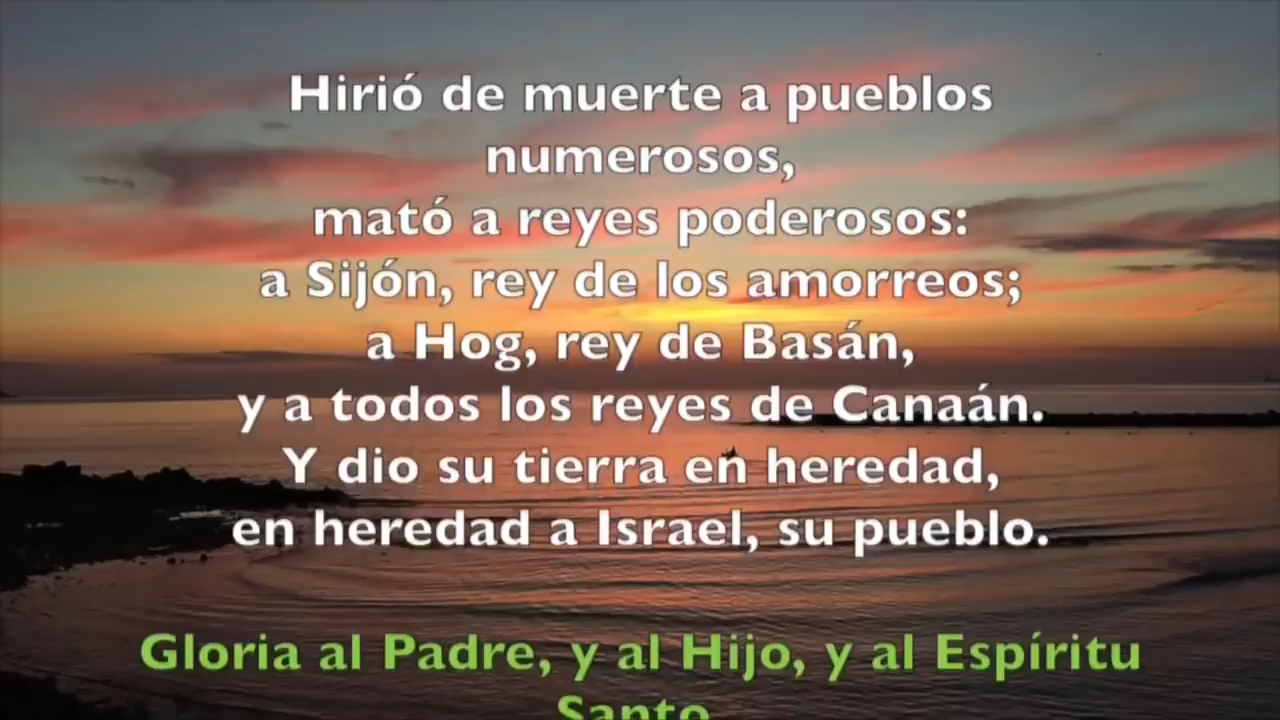 Hirió de muerte a pueblos
numerosos,
mató a reyes poderosos:
a Sijón, rey de los amorreos;
a Hog, rey de Basán,
y a todos los reyes de Canaán.
Y dio su tierra en heredad,
en heredad a Israel, su pueblo.
Gloria al Padre, y al Hijo, y al Espíritu
Santo